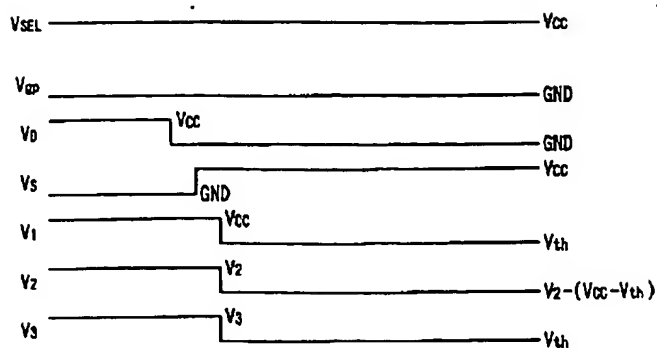 VSEL VCC
VGP GND
VD VCC GND
VS GND VCC
V1 VCC Vth
V2 V2 V2-(VCC-Vth)
V3 V3 Vth